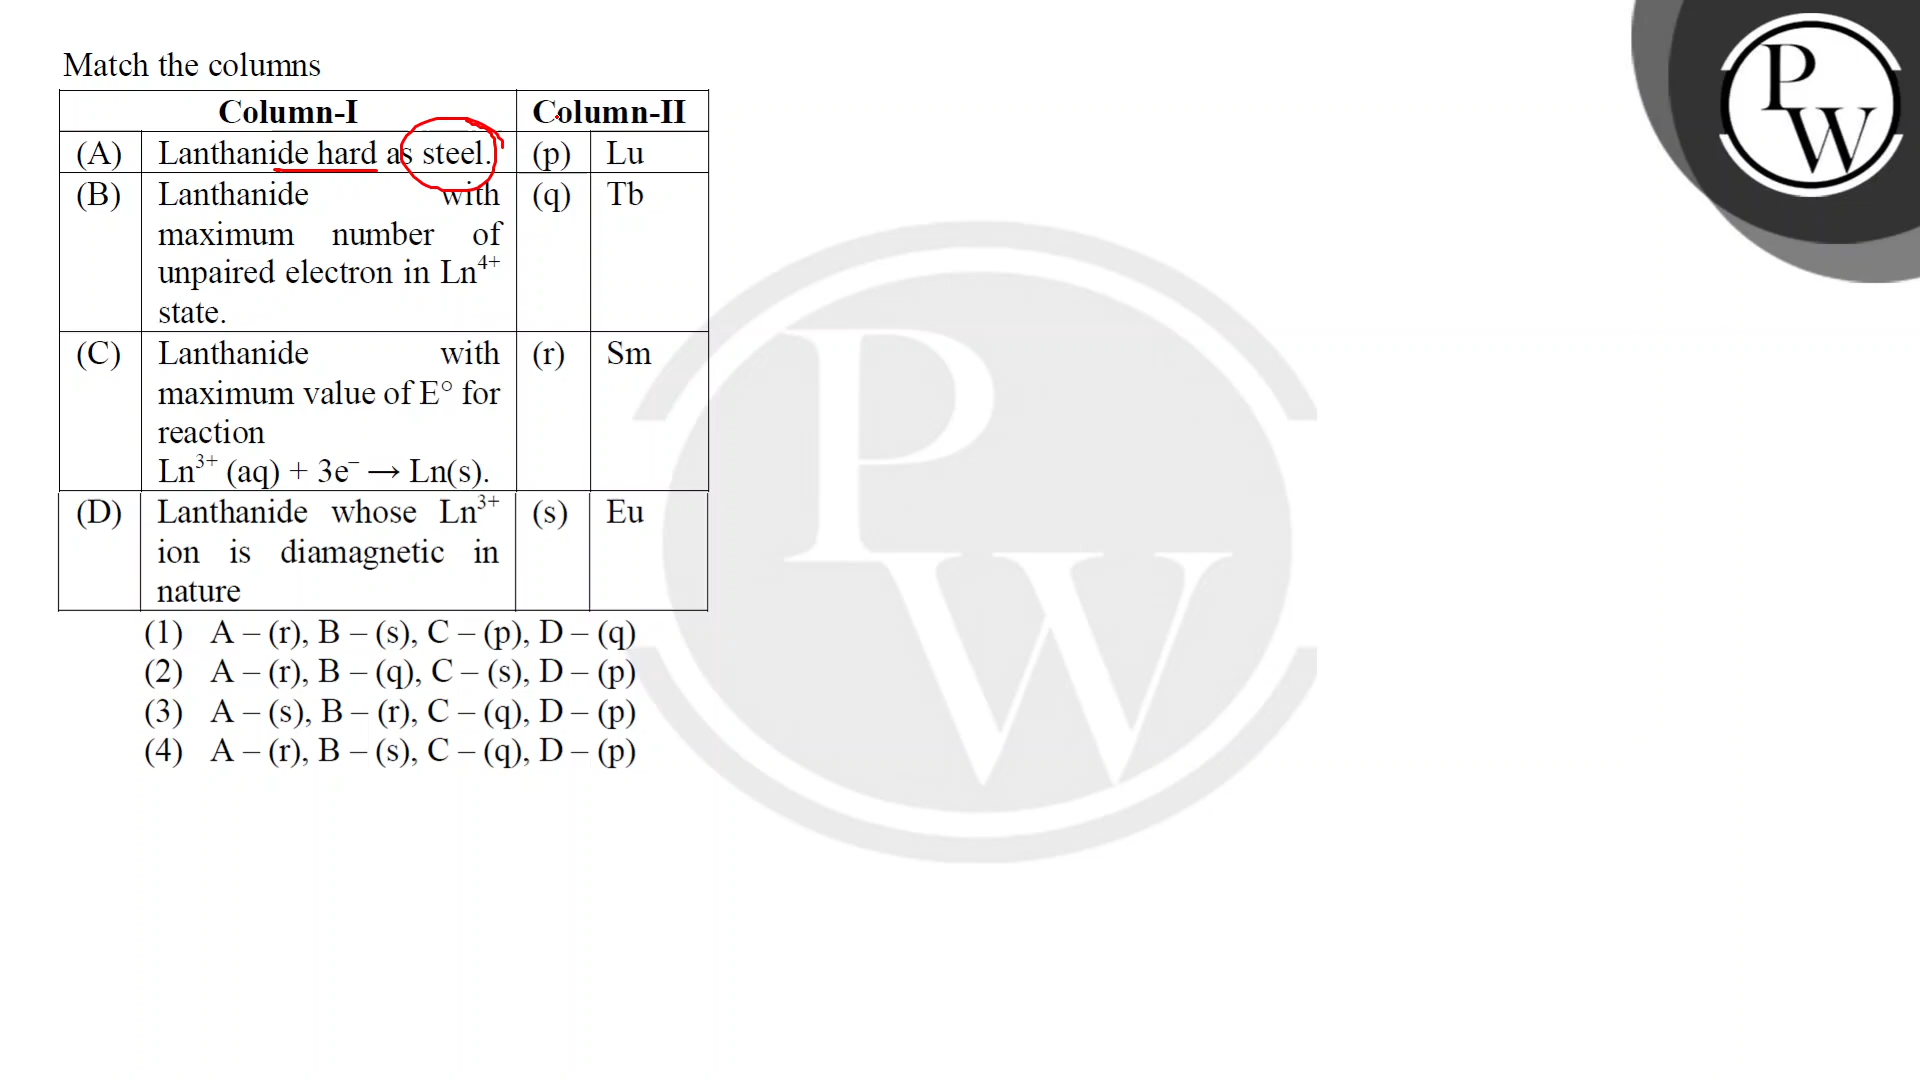 Match the columns
Column-I Column-II
(A) Lanthanide hard as steel. (p) Lu
(B) Lanthanide with (q) Tb
maximum number of
unpaired electron in Ln⁴⁺
state.
(C) Lanthanide with (r) Sm
maximum value of E° for
reaction
Ln³⁺ (aq) + 3e⁻ → Ln(s).
(D) Lanthanide whose Ln³⁺ (s) Eu
ion is diamagnetic in
nature
(1) A – (r), B – (s), C – (p), D – (q)
(2) A – (r), B – (q), C – (s), D – (p)
(3) A – (s), B – (r), C – (q), D – (p)
(4) A – (r), B – (s), C – (q), D – (p)
P
W
P
W